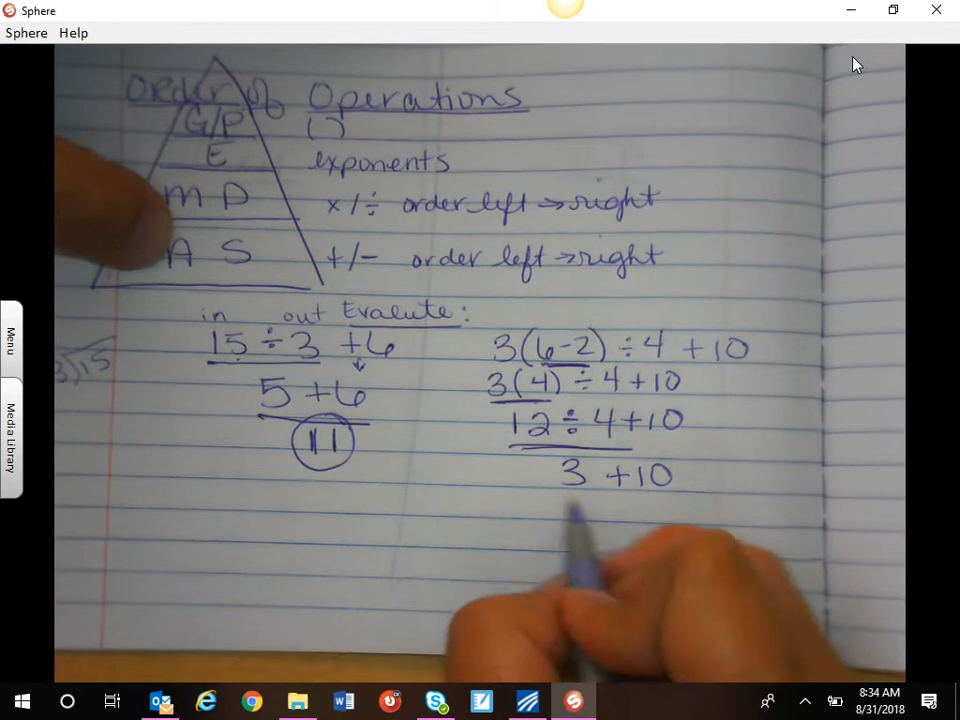 Sphere
Sphere Help
Order of Operations
G/P ( )
E exponents
M D × / ÷ order left → right
A S + / − order left → right
in out Evalute:
15 ÷ 3 + 6
3)15
5 + 6
11
3(6-2) ÷ 4 + 10
3(4) ÷ 4 + 10
12 ÷ 4 + 10
3 + 10
Menu
Media Library
8:34 AM
8/31/2018